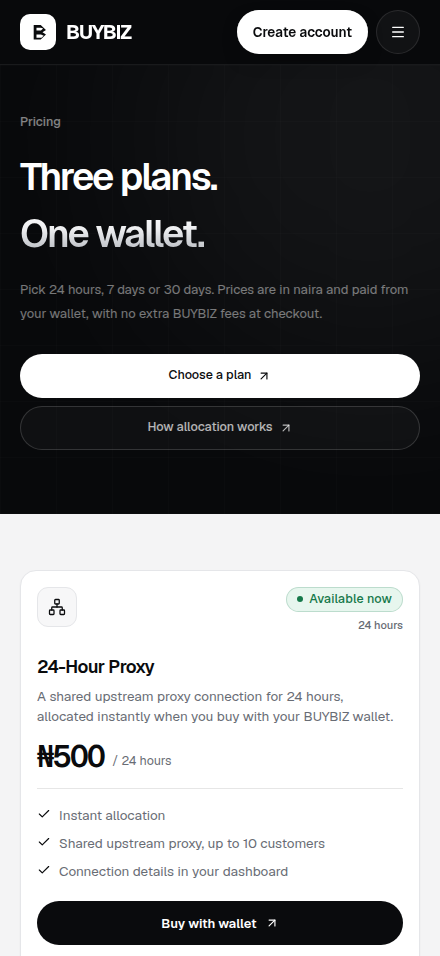 BUYBIZ
Create account
Pricing
Three plans.
One wallet.
Pick 24 hours, 7 days or 30 days. Prices are in naira and paid from
your wallet, with no extra BUYBIZ fees at checkout.
Choose a plan
How allocation works
Available now
24 hours
24-Hour Proxy
A shared upstream proxy connection for 24 hours,
allocated instantly when you buy with your BUYBIZ wallet.
₦500 / 24 hours
Instant allocation
Shared upstream proxy, up to 10 customers
Connection details in your dashboard
Buy with wallet